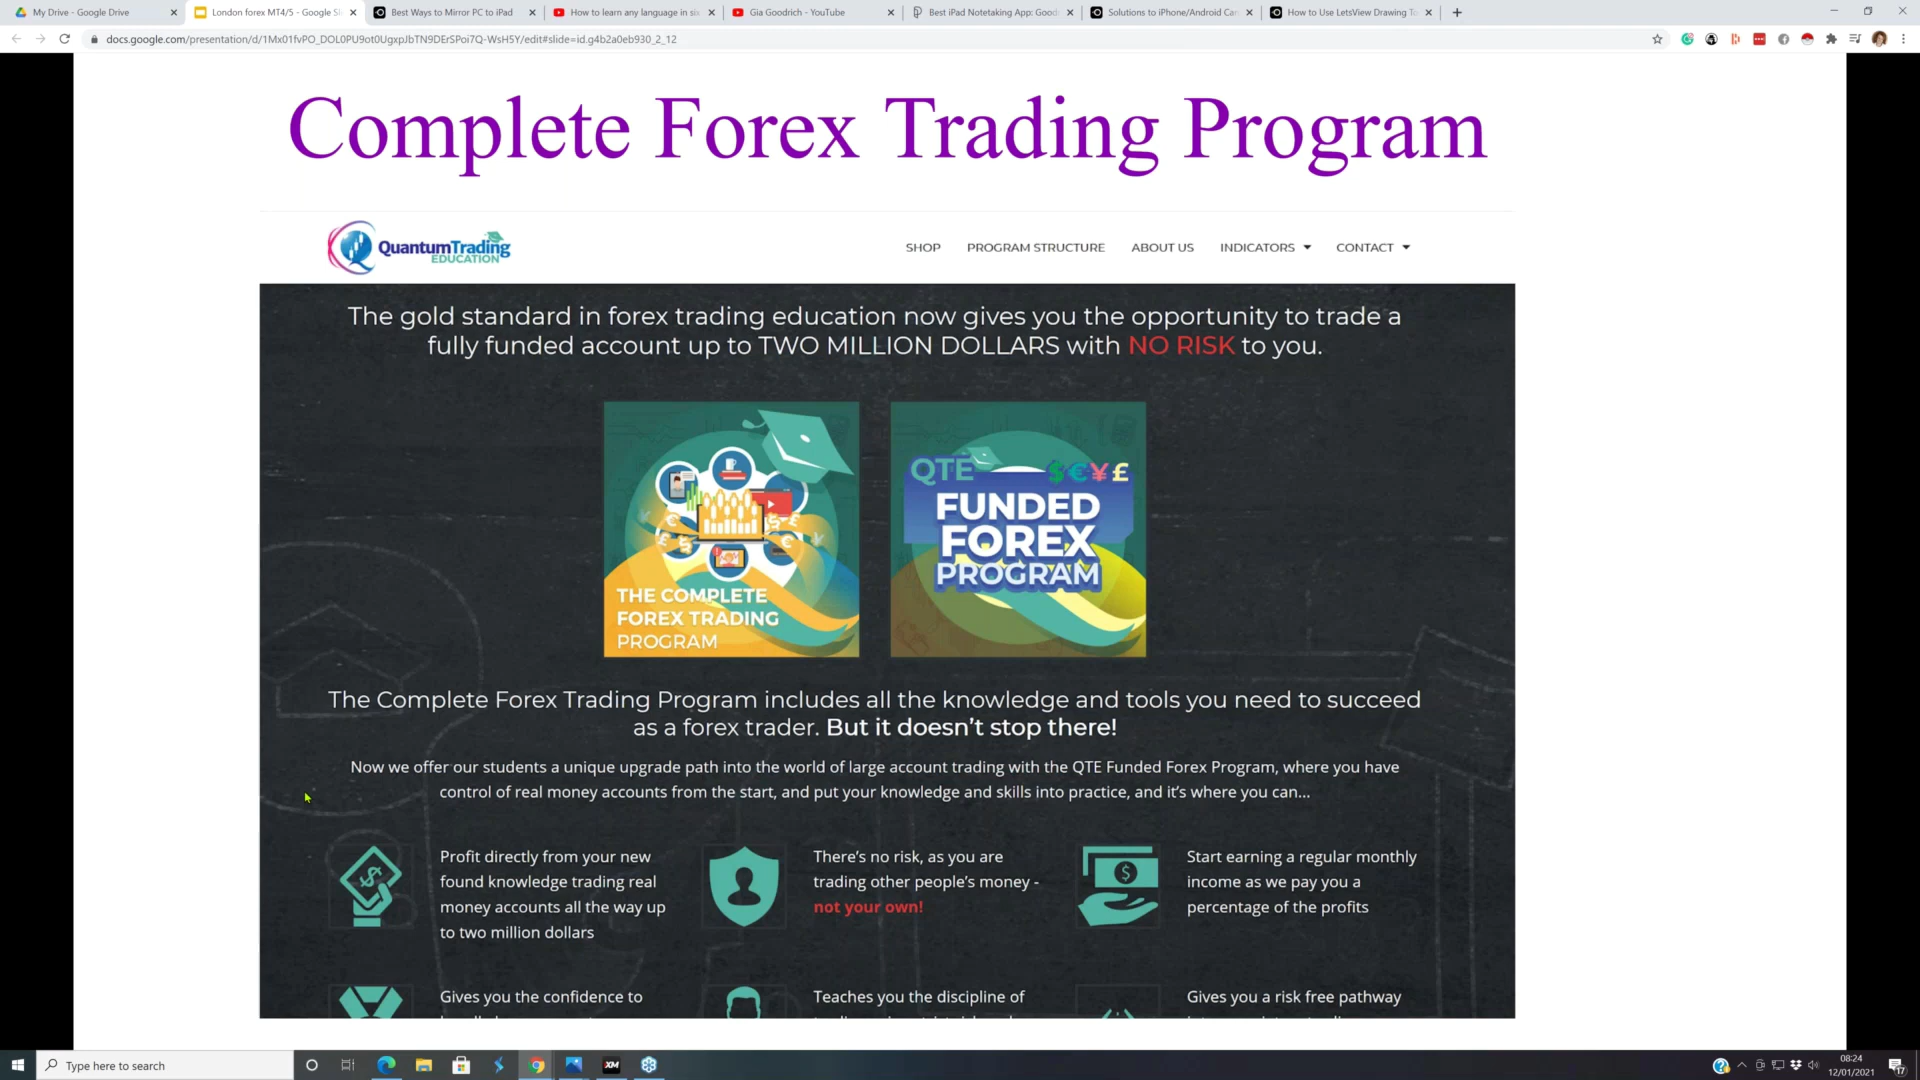 My Drive - Google Drive
London forex MT4/5 - Google Sl
Best Ways to Mirror PC to iPad
How to learn any language in six
Gia Goodrich - YouTube
Best iPad Notetaking App: Good
Solutions to iPhone/Android Can
How to Use LetsView Drawing To
docs.google.com/presentation/d/1Mx01fvPO_DOL0PU9ot0UgxpJbTN9DErSPoi7Q-WsH5Y/edit#slide=id.g4b2a0eb930_2_12
Complete Forex Trading Program
QuantumTrading
EDUCATION
SHOP PROGRAM STRUCTURE ABOUT US INDICATORS CONTACT
The gold standard in forex trading education now gives you the opportunity to trade a
fully funded account up to TWO MILLION DOLLARS with NO RISK to you.
THE COMPLETE
FOREX TRADING
PROGRAM
QTE $€¥£
FUNDED
FOREX
PROGRAM
The Complete Forex Trading Program includes all the knowledge and tools you need to succeed
as a forex trader. But it doesn't stop there!
Now we offer our students a unique upgrade path into the world of large account trading with the QTE Funded Forex Program, where you have
control of real money accounts from the start, and put your knowledge and skills into practice, and it's where you can...
Profit directly from your new
found knowledge trading real
money accounts all the way up
to two million dollars
There's no risk, as you are
trading other people's money -
not your own!
Start earning a regular monthly
income as we pay you a
percentage of the profits
Gives you the confidence to
Teaches you the discipline of
Gives you a risk free pathway
Type here to search
XM
08:24
12/01/2021
17